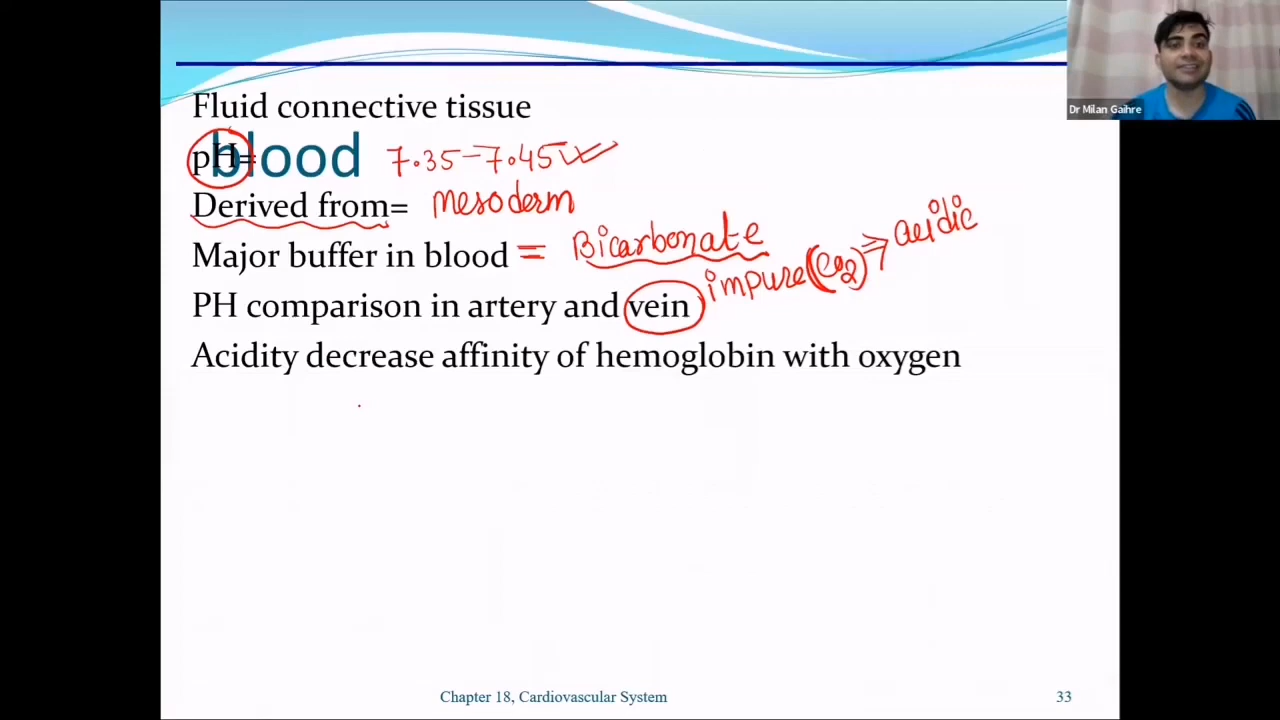 Dr Milan Gaihre
Fluid connective tissue
blood
pH= 7.35-7.45
Derived from= mesoderm
Major buffer in blood = Bicarbonate
PH comparison in artery and vein impure (CO2) ⇒ acidic
Acidity decrease affinity of hemoglobin with oxygen
Chapter 18, Cardiovascular System 33